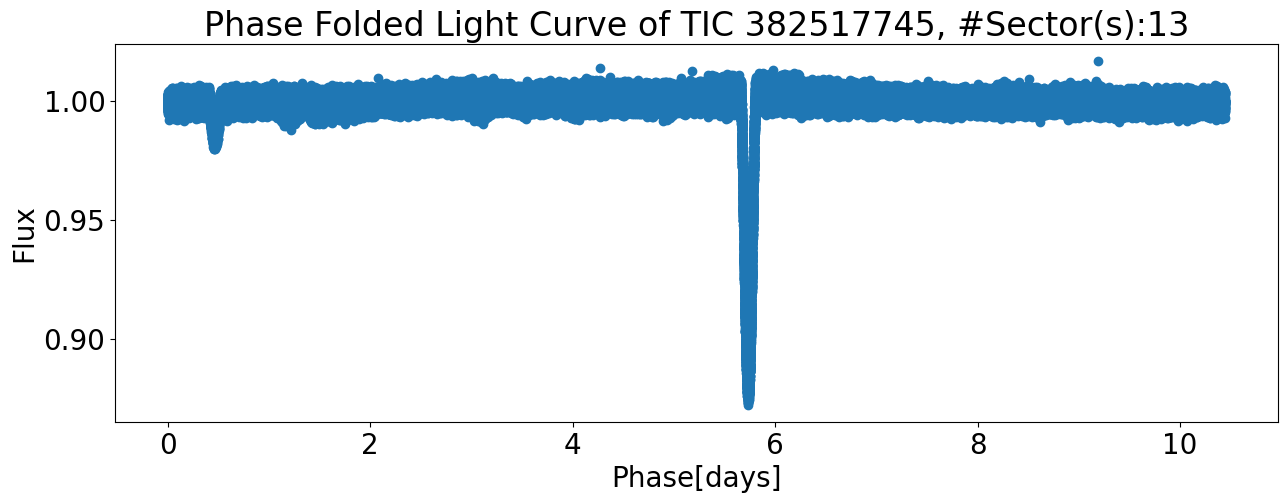 Phase Folded Light Curve of TIC 382517745, #Sector(s):13
1.00
0.95
0.90
Flux
0 2 4 6 8 10
Phase[days]